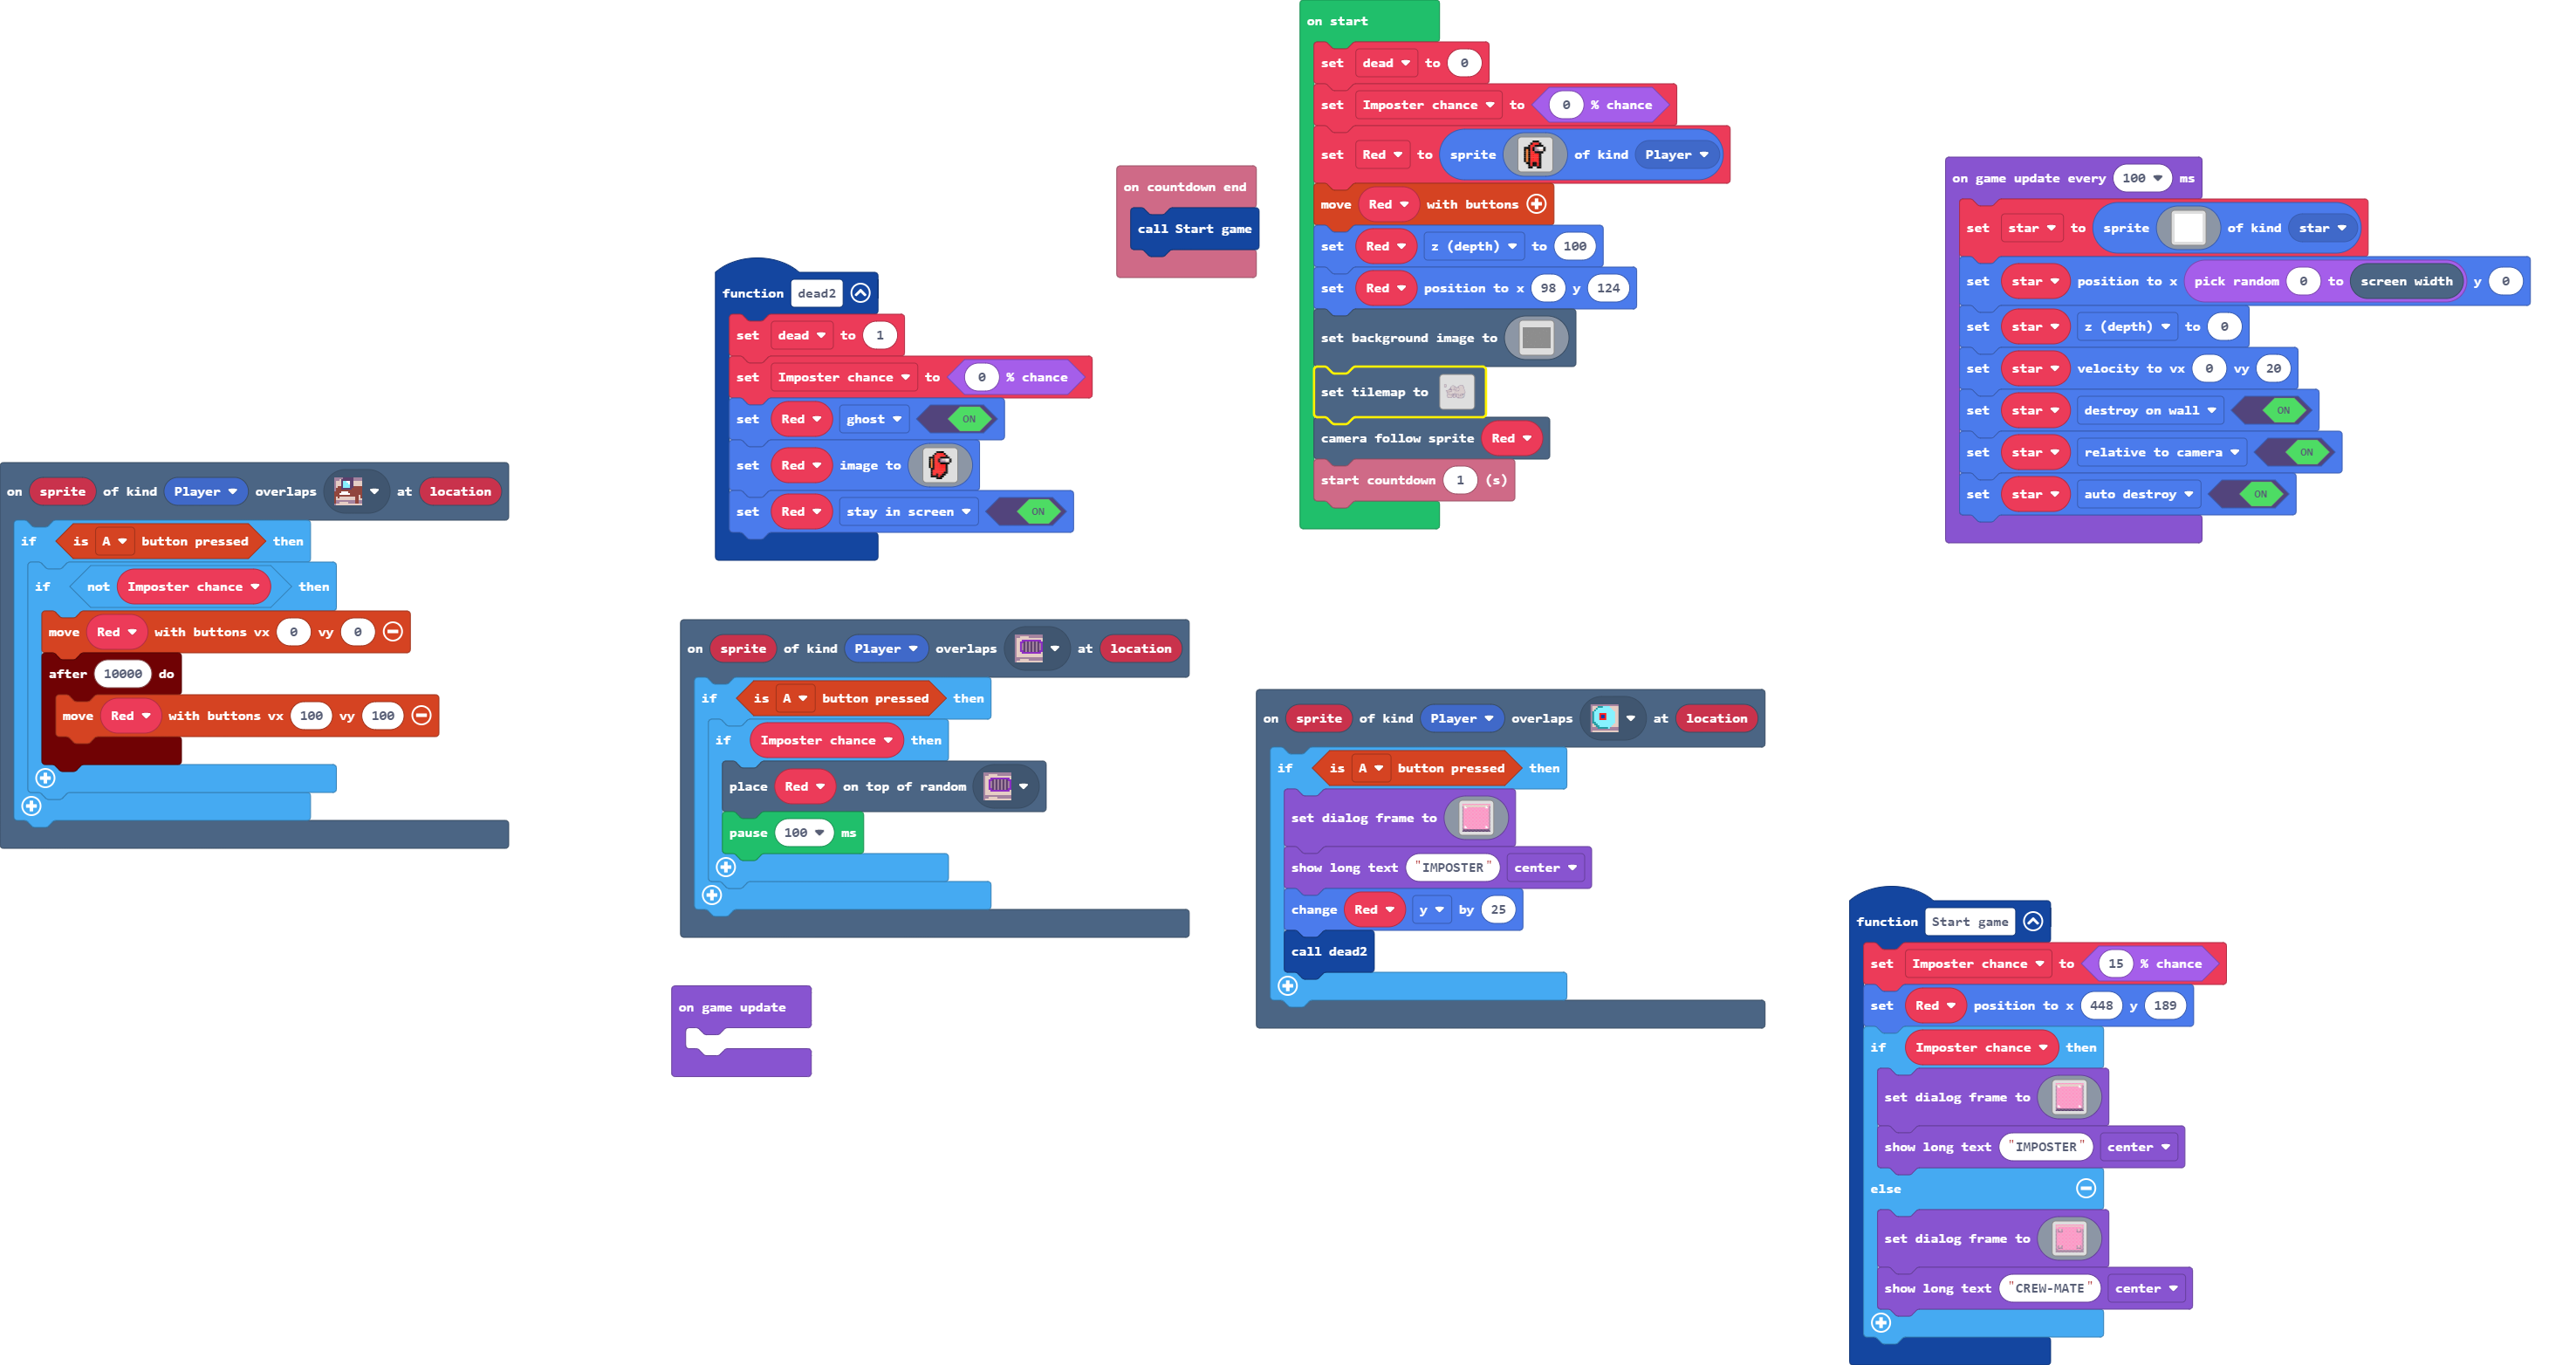 on start
set dead to 0
set Imposter chance to 0 % chance
set Red to sprite of kind Player
move Red with buttons
set Red z (depth) to 100
set Red position to x 98 y 124
set background image to
set tilemap to
camera follow sprite Red
start countdown 1 (s)
on countdown end
call Start game
on game update every 100 ms
set star to sprite of kind star
set star position to x pick random 0 to screen width y 0
set star z (depth) to 0
set star velocity to vx 0 vy 20
set star destroy on wall ON
set star relative to camera ON
set star auto destroy ON
function dead2
set dead to 1
set Imposter chance to 0 % chance
set Red ghost ON
set Red image to
set Red stay in screen ON
on sprite of kind Player overlaps at location
if is A button pressed then
if not Imposter chance then
move Red with buttons vx 0 vy 0
after 10000 do
move Red with buttons vx 100 vy 100
on sprite of kind Player overlaps at location
if is A button pressed then
if Imposter chance then
place Red on top of random
pause 100 ms
on sprite of kind Player overlaps at location
if is A button pressed then
set dialog frame to
show long text "IMPOSTER" center
change Red y by 25
call dead2
on game update
function Start game
set Imposter chance to 15 % chance
set Red position to x 448 y 189
if Imposter chance then
set dialog frame to
show long text "IMPOSTER" center
else
set dialog frame to
show long text "CREW-MATE" center